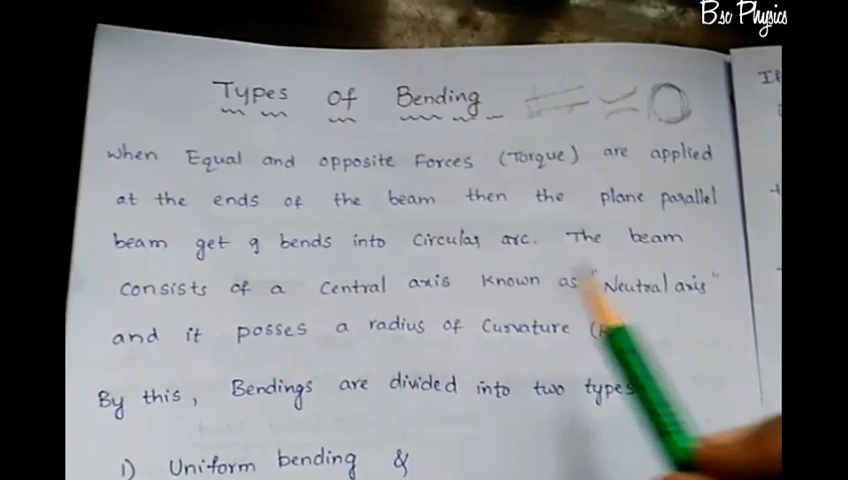 Bsc Physics
Types Of Bending
When Equal and opposite Forces (Torque) are applied
at the ends of the beam then the plane parallel
beam get g bends into Circular arc. The beam
Consists of a Central axis known as "Neutral axis"
and it posses a radius of Curvature
By this, Bendings are divided into two types
1) Uniform bending &